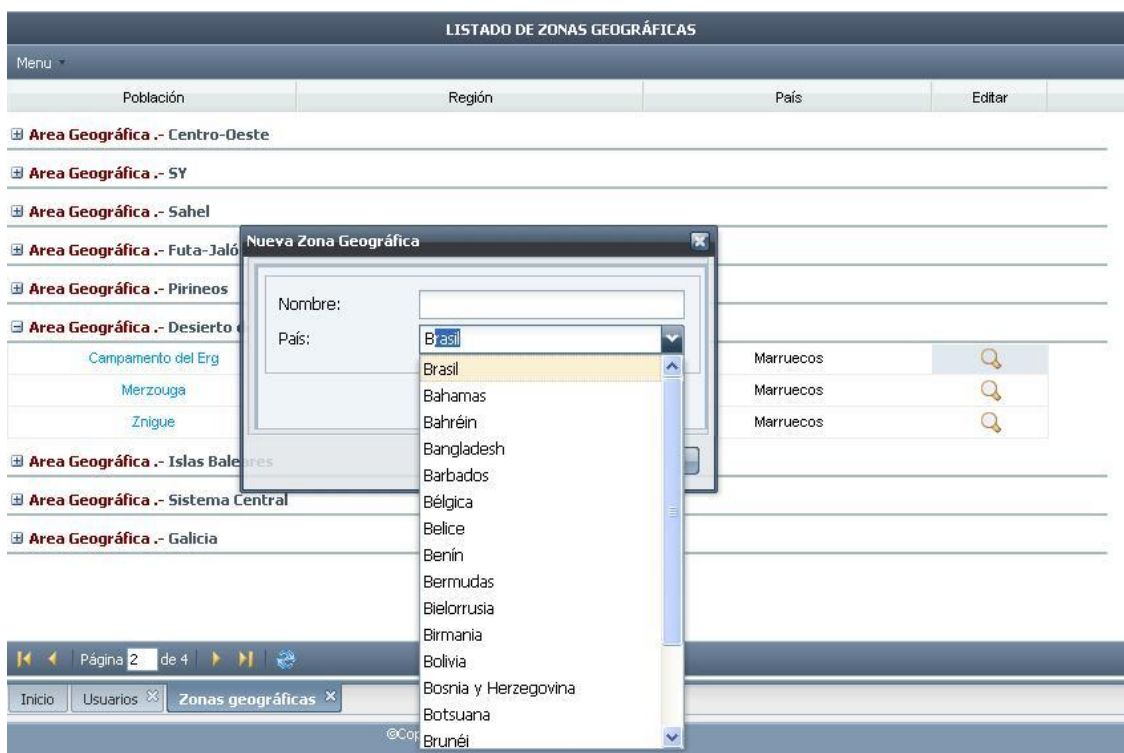 LISTADO DE ZONAS GEOGRÁFICAS
Menu
Población Región País Editar
Area Geográfica .- Centro-Oeste
Area Geográfica .- SY
Area Geográfica .- Sahel
Area Geográfica .- Futa-Jaló
Area Geográfica .- Pirineos
Area Geográfica .- Desierto
Campamento del Erg Marruecos
Merzouga Marruecos
Znigue Marruecos
Area Geográfica .- Islas Baleares
Area Geográfica .- Sistema Central
Area Geográfica .- Galicia
Nueva Zona Geográfica
Nombre:
País: Brasil
Brasil
Bahamas
Bahréin
Bangladesh
Barbados
Bélgica
Belice
Benín
Bermudas
Bielorrusia
Birmania
Bolivia
Bosnia y Herzegovina
Botsuana
Brunéi
Página 2 de 4
Inicio Usuarios Zonas geográficas